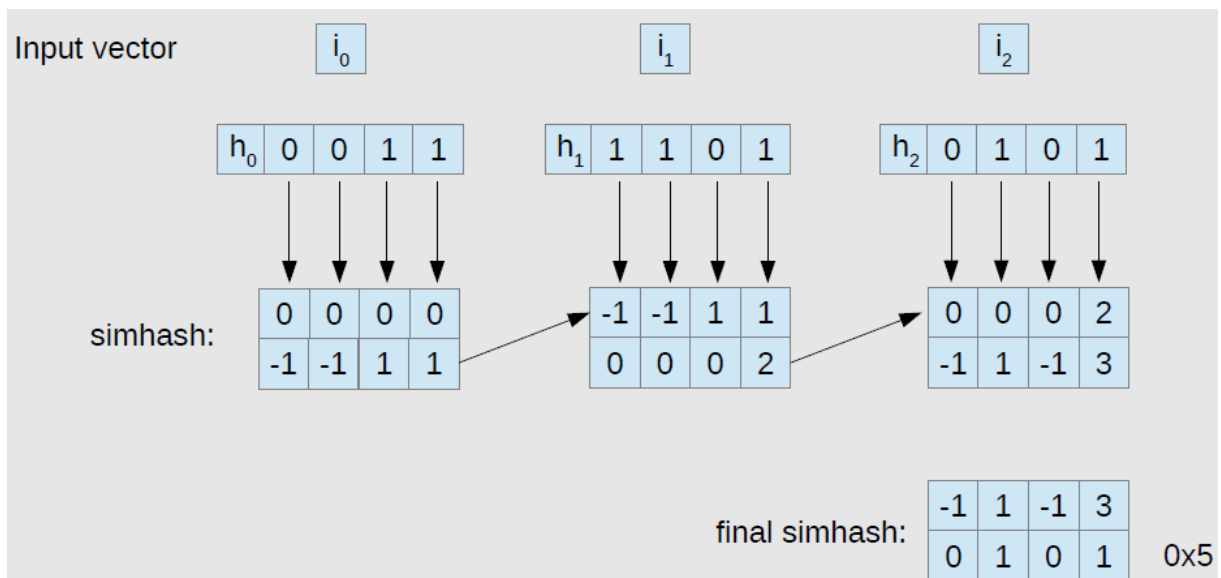 Input vector i₀ i₁ i₂
h₀ 0 0 1 1 h₁ 1 1 0 1 h₂ 0 1 0 1
simhash: 0 0 0 0 -1 -1 1 1 0 0 0 2
-1 -1 1 1 0 0 0 2 -1 1 -1 3
final simhash: -1 1 -1 3
0 1 0 1 0x5